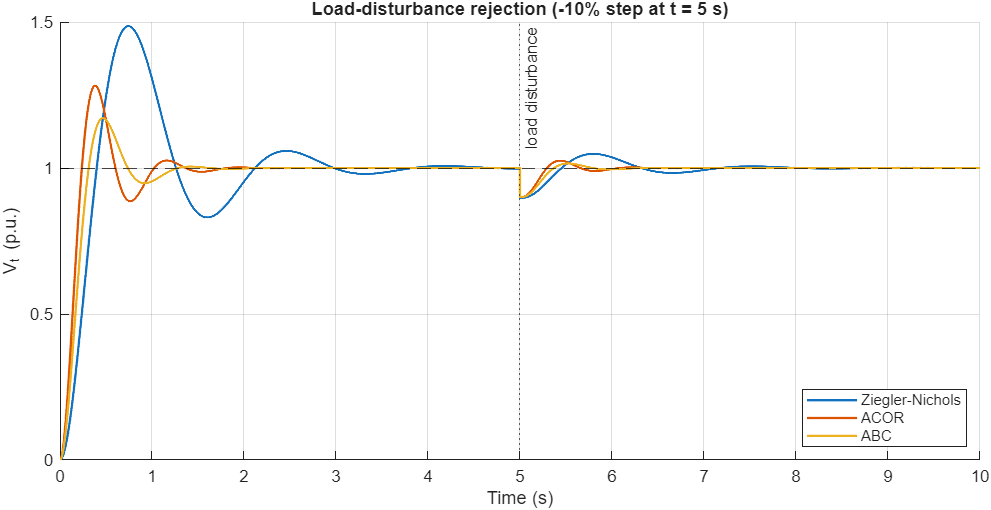 Load-disturbance rejection (-10% step at t = 5 s)
1.5
1
0.5
0
Vt (p.u.)
load disturbance
0 1 2 3 4 5 6 7 8 9 10
Time (s)
Ziegler-Nichols
ACOR
ABC